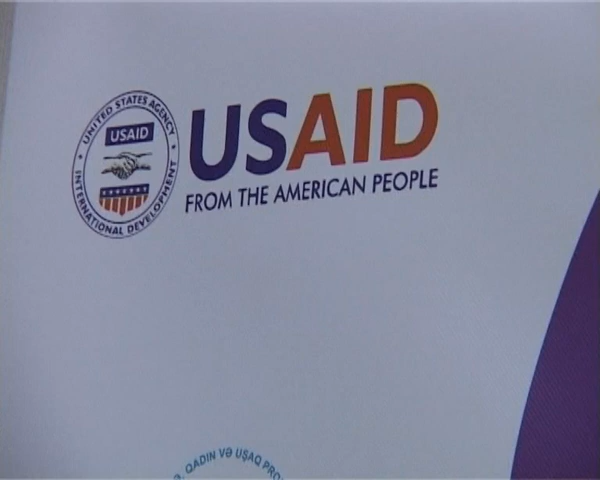 UNITED STATES AGENCY
USAID
INTERNATIONAL DEVELOPMENT
USAID
FROM THE AMERICAN PEOPLE
QADIN VƏ UŞAQ